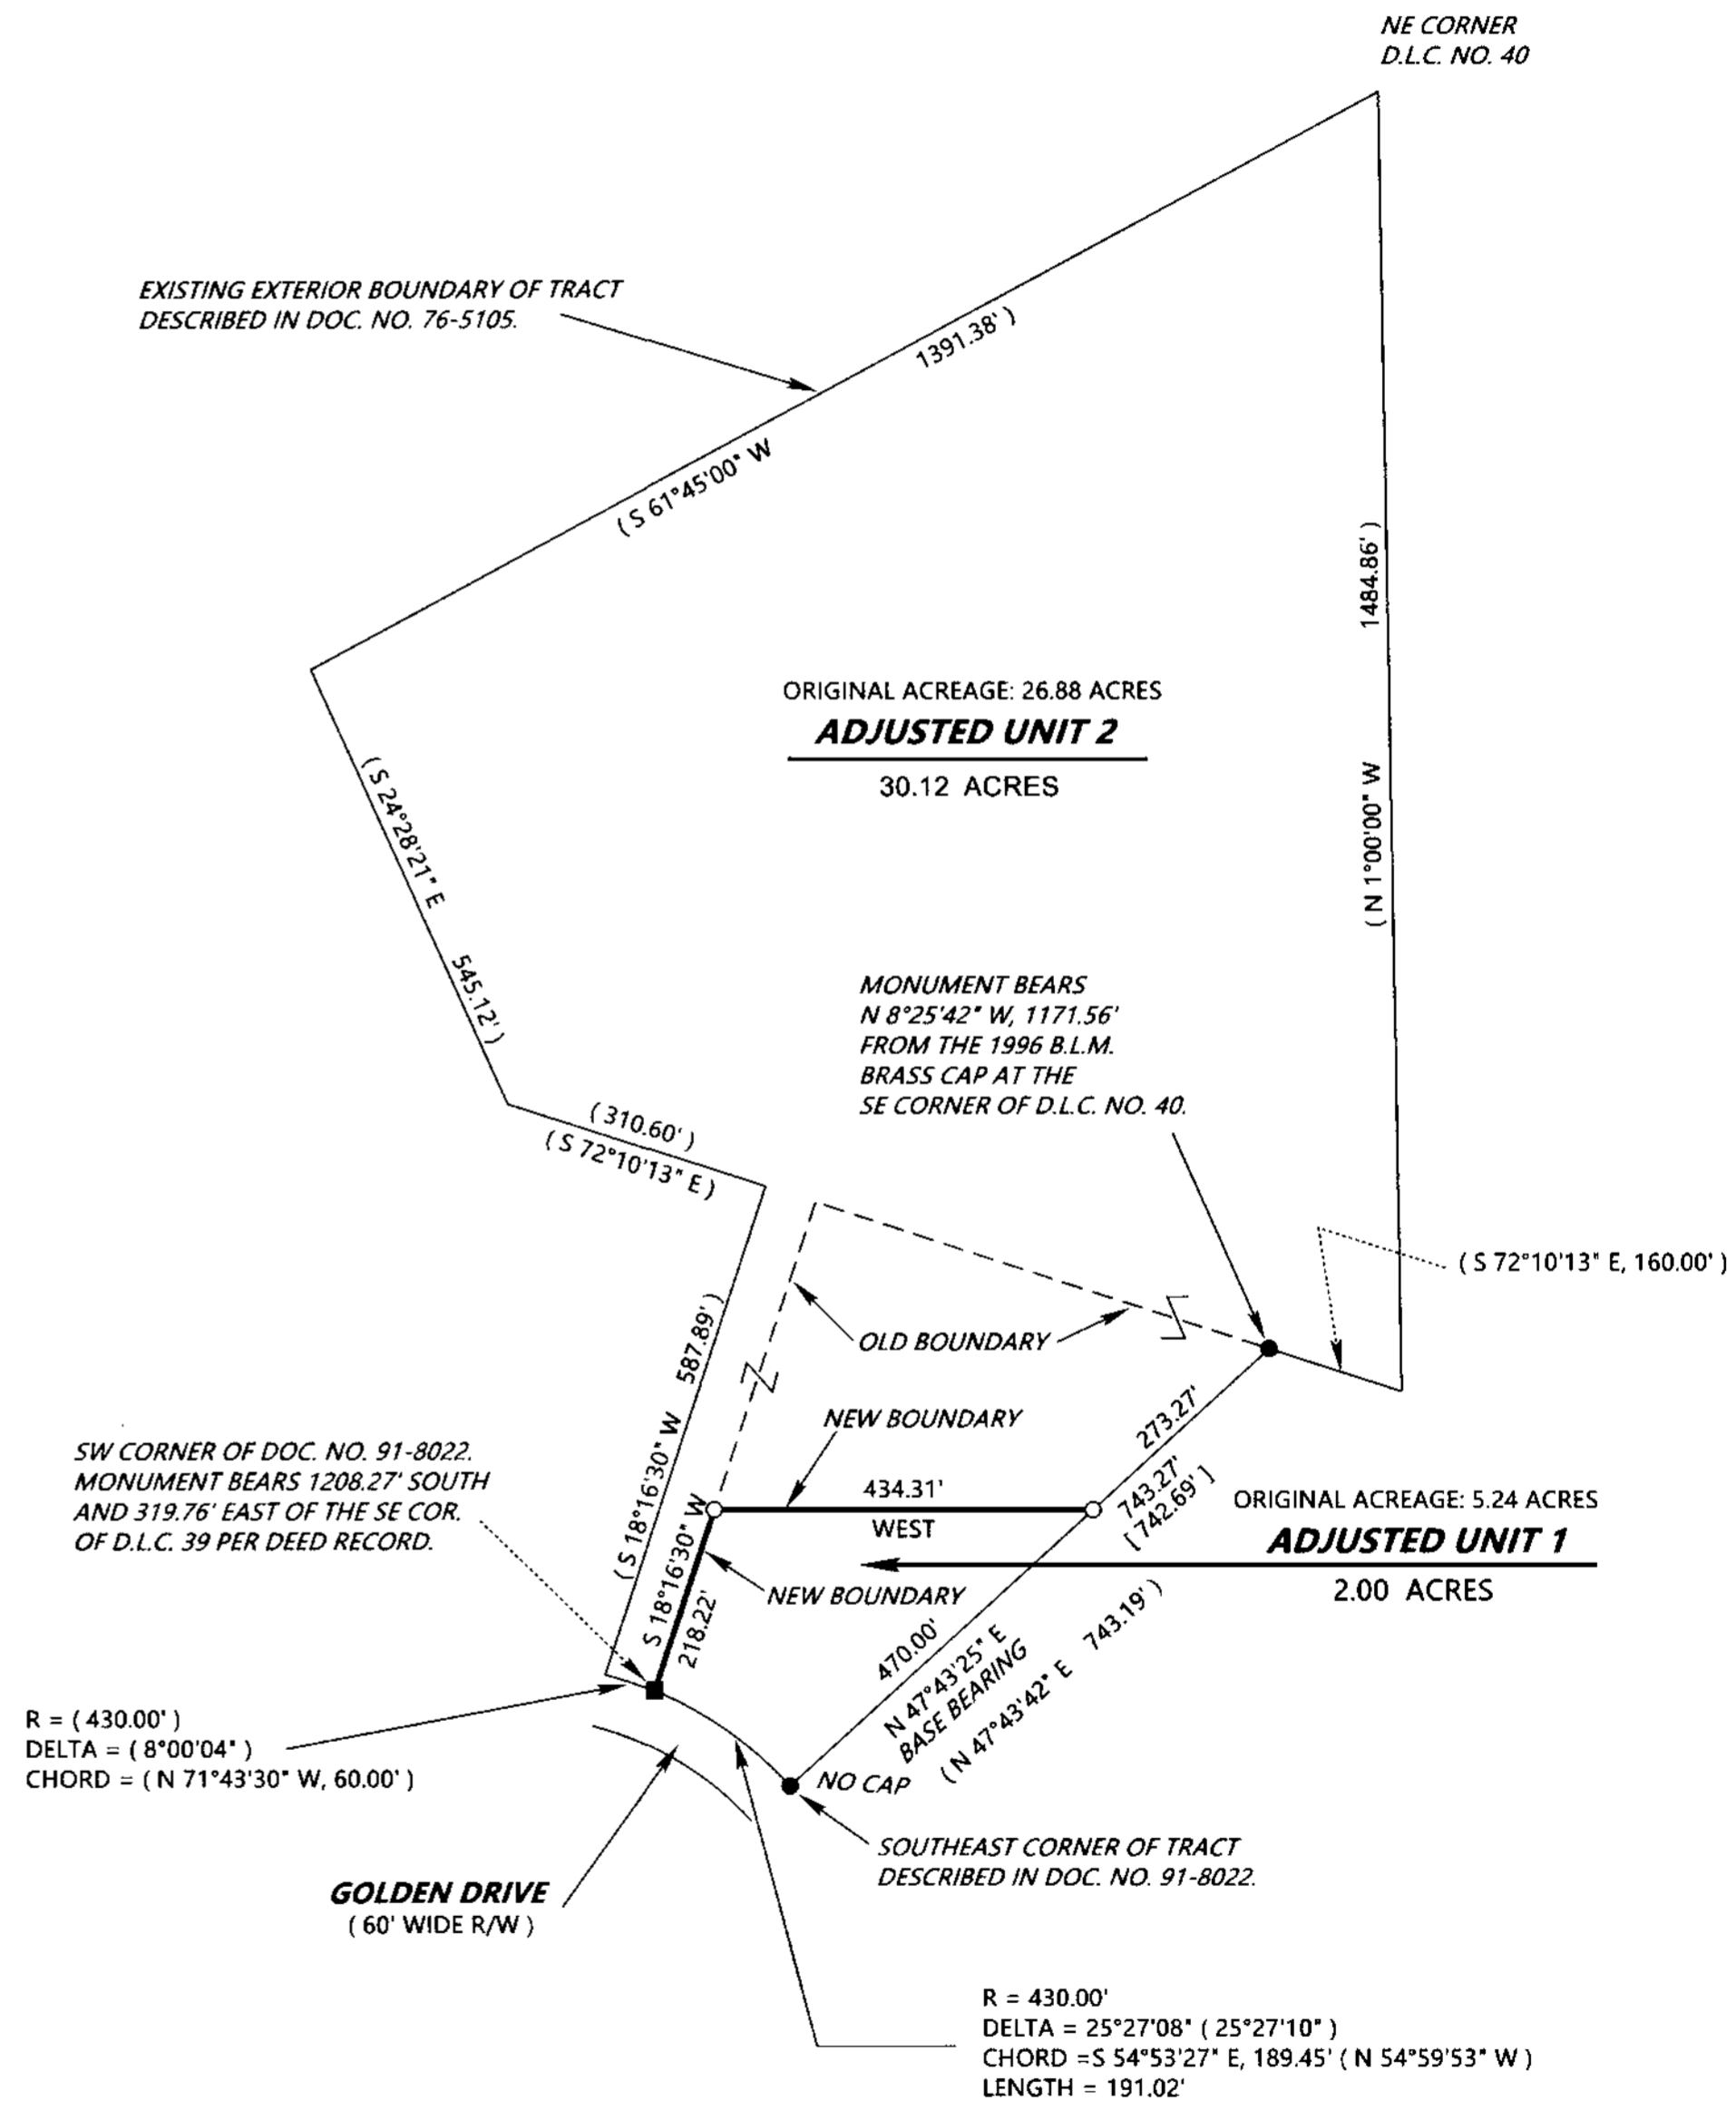 NE CORNER
D.L.C. NO. 40
EXISTING EXTERIOR BOUNDARY OF TRACT
DESCRIBED IN DOC. NO. 76-5105.
1391.38' )
( S 61°45'00" W
1484.86' )
( N 1°00'00" W
ORIGINAL ACREAGE: 26.88 ACRES
ADJUSTED UNIT 2
30.12 ACRES
( S 24°28'21" E
545.12' )
MONUMENT BEARS
N 8°25'42" W, 1171.56'
FROM THE 1996 B.L.M.
BRASS CAP AT THE
SE CORNER OF D.L.C. NO. 40.
( 310.60' )
( S 72°10'13" E )
( S 72°10'13" E, 160.00' )
OLD BOUNDARY
587.89' )
( S 18°16'30" W
NEW BOUNDARY
273.27'
743.27'
[ 742.69' ]
SW CORNER OF DOC. NO. 91-8022.
MONUMENT BEARS 1208.27' SOUTH
AND 319.76' EAST OF THE SE COR.
OF D.L.C. 39 PER DEED RECORD.
434.31'
WEST
ORIGINAL ACREAGE: 5.24 ACRES
ADJUSTED UNIT 1
2.00 ACRES
S 18°16'30" W
218.22'
NEW BOUNDARY
470.00'
N 47°43'25" E
BASE BEARING
( N 47°43'42" E 743.19' )
R = ( 430.00' )
DELTA = ( 8°00'04" )
CHORD = ( N 71°43'30" W, 60.00' )
NO CAP
SOUTHEAST CORNER OF TRACT
DESCRIBED IN DOC. NO. 91-8022.
GOLDEN DRIVE
( 60' WIDE R/W )
R = 430.00'
DELTA = 25°27'08" ( 25°27'10" )
CHORD =S 54°53'27" E, 189.45' ( N 54°59'53" W )
LENGTH = 191.02'